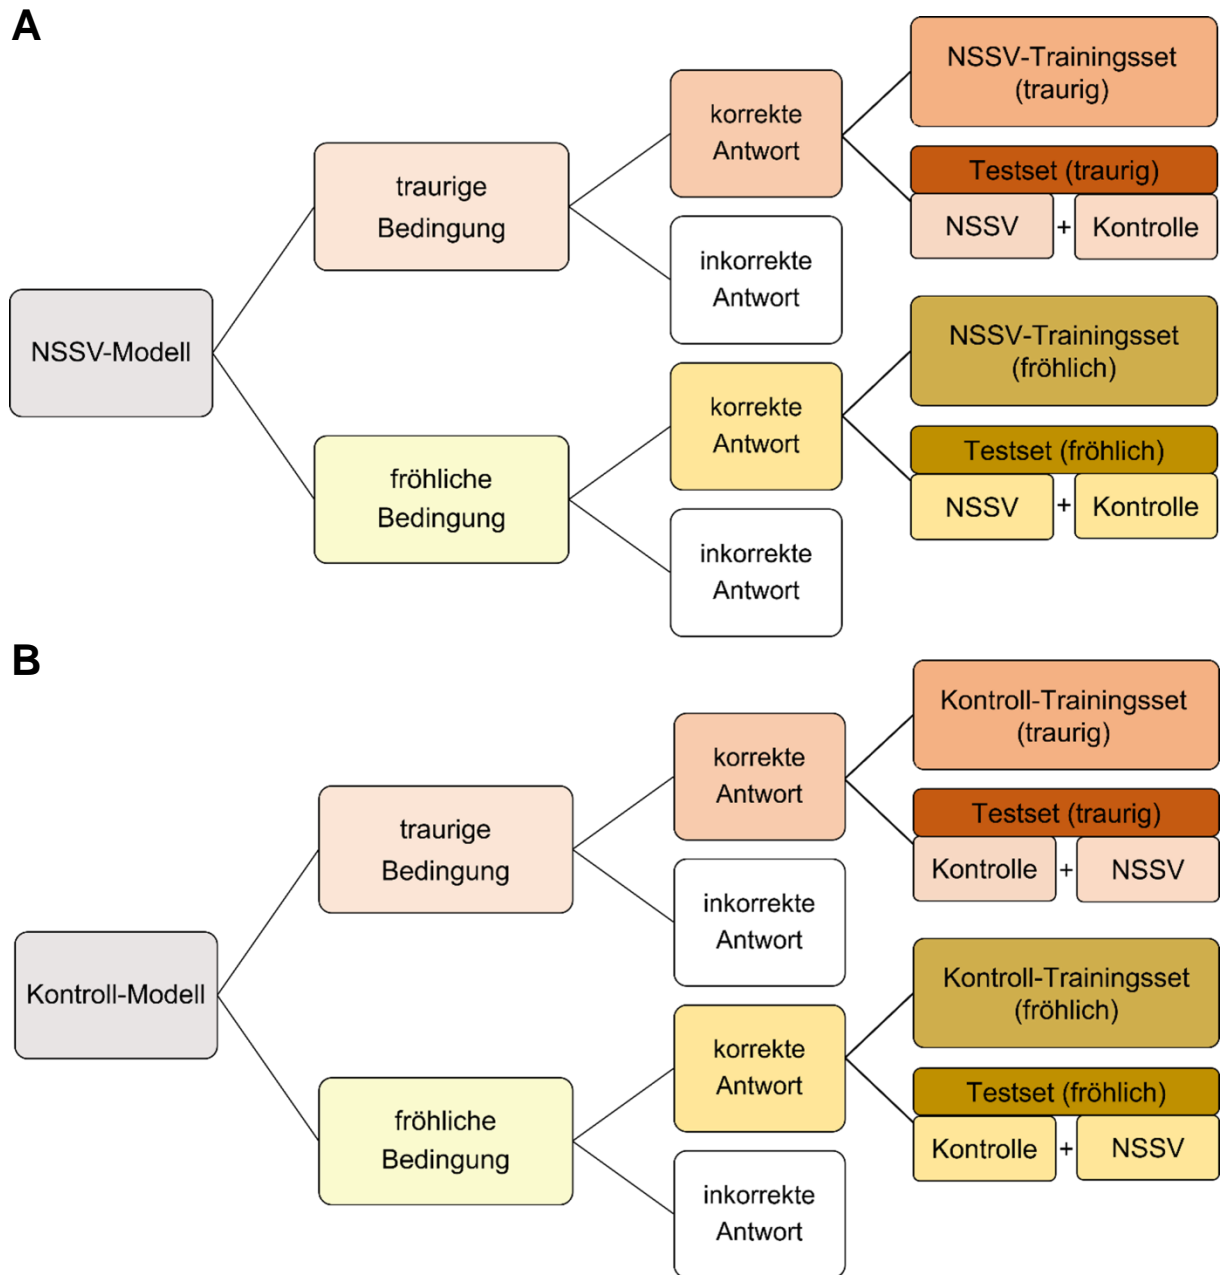 A
NSSV-Modell
traurige
Bedingung
fröhliche
Bedingung
korrekte
Antwort
inkorrekte
Antwort
korrekte
Antwort
inkorrekte
Antwort
NSSV-Trainingsset
(traurig)
Testset (traurig)
NSSV + Kontrolle
NSSV-Trainingsset
(fröhlich)
Testset (fröhlich)
NSSV + Kontrolle
B
Kontroll-Modell
traurige
Bedingung
fröhliche
Bedingung
korrekte
Antwort
inkorrekte
Antwort
korrekte
Antwort
inkorrekte
Antwort
Kontroll-Trainingsset
(traurig)
Testset (traurig)
Kontrolle + NSSV
Kontroll-Trainingsset
(fröhlich)
Testset (fröhlich)
Kontrolle + NSSV